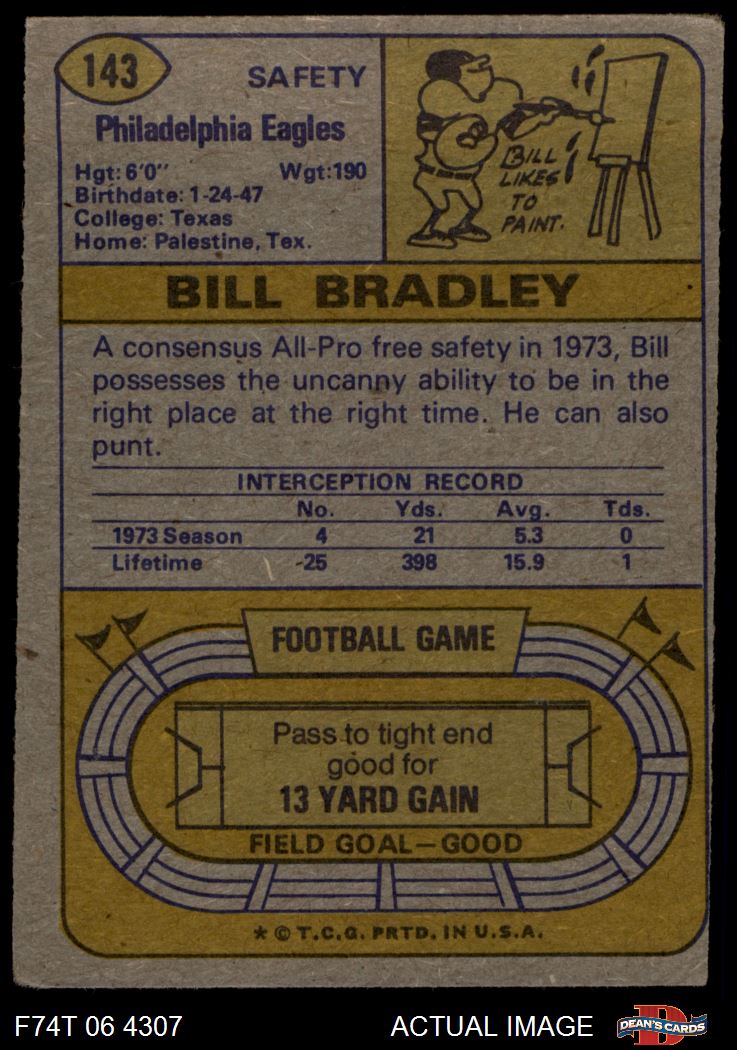 143
SAFETY
Philadelphia Eagles
Hgt: 6'0" Wgt:190
Birthdate: 1-24-47
College: Texas
Home: Palestine, Tex.
BILL
LIKES
TO
PAINT.
BILL BRADLEY
A consensus All-Pro free safety in 1973, Bill
possesses the uncanny ability to be in the
right place at the right time. He can also
punt.
INTERCEPTION RECORD
No. Yds. Avg. Tds.
1973 Season 4 21 5.3 0
Lifetime 25 398 15.9 1
FOOTBALL GAME
Pass to tight end
good for
13 YARD GAIN
FIELD GOAL—GOOD
* © T.C.G. PRTD. IN U.S.A.
F74T 06 4307 ACTUAL IMAGE
D
DEAN'S CARDS